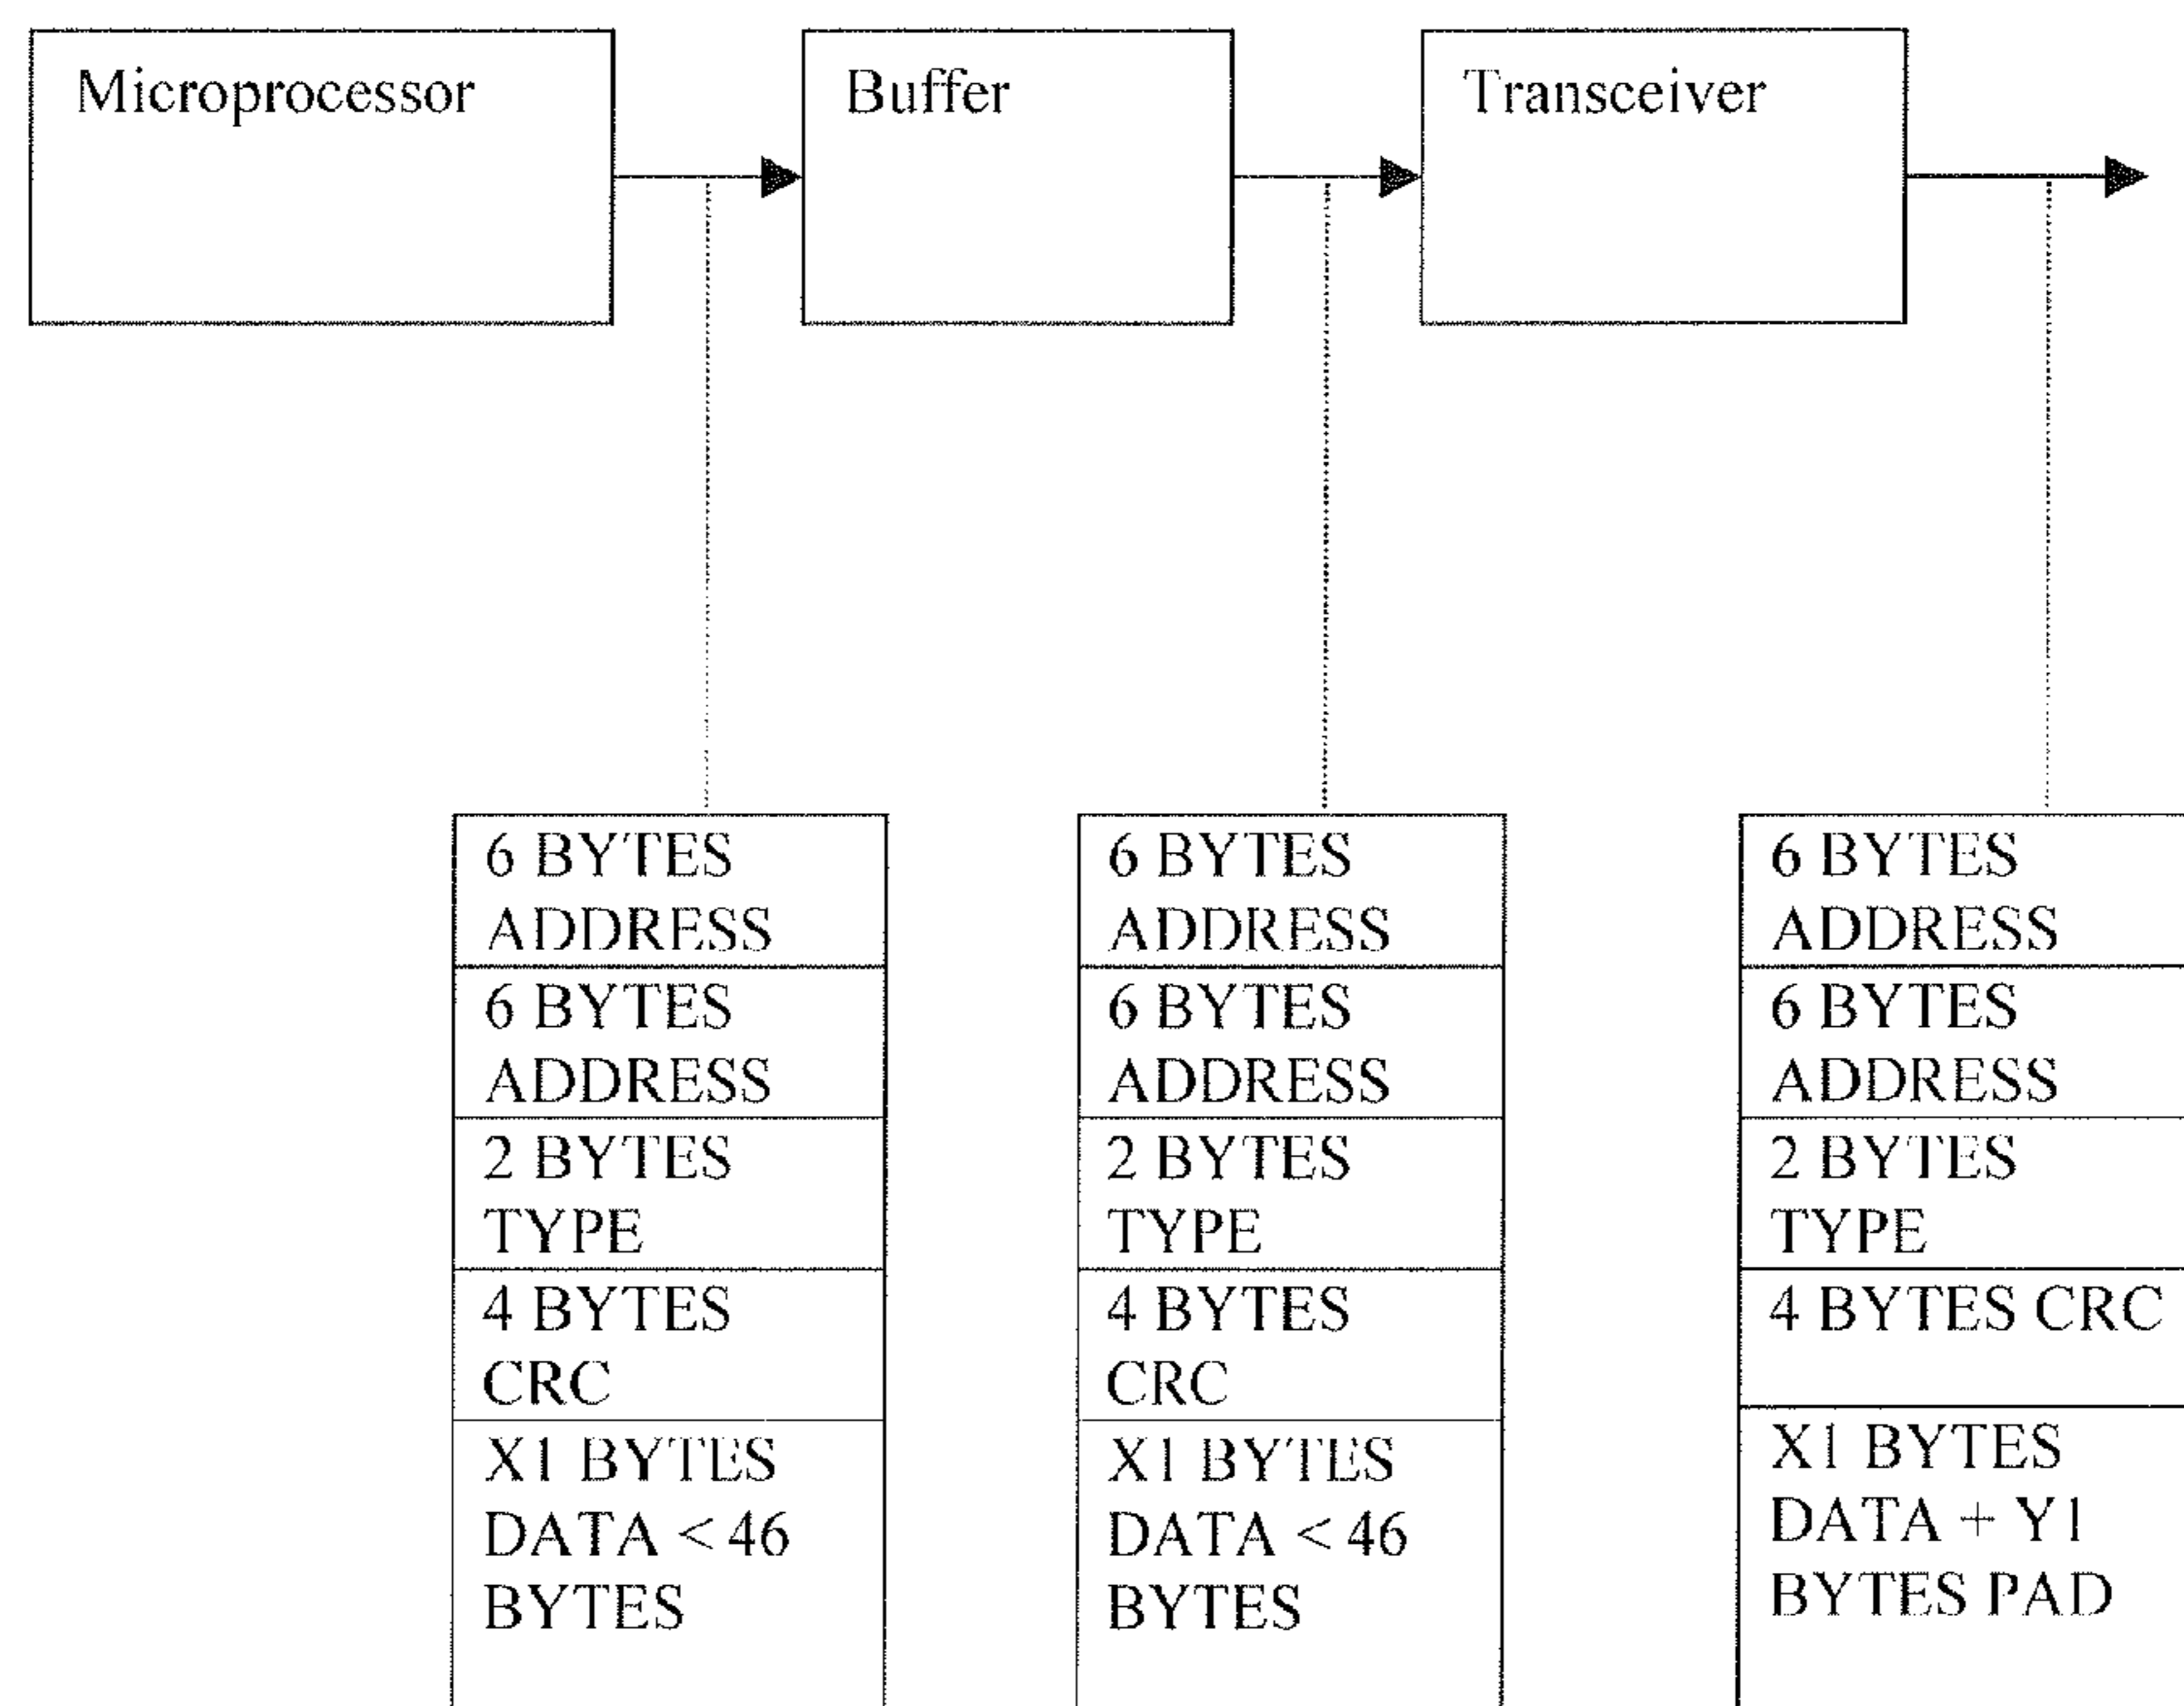 Microprocessor
Buffer
Transceiver
6 BYTES
ADDRESS
6 BYTES
ADDRESS
2 BYTES
TYPE
4 BYTES
CRC
X1 BYTES
DATA < 46
BYTES
6 BYTES
ADDRESS
6 BYTES
ADDRESS
2 BYTES
TYPE
4 BYTES
CRC
X1 BYTES
DATA < 46
BYTES
6 BYTES
ADDRESS
6 BYTES
ADDRESS
2 BYTES
TYPE
4 BYTES CRC
X1 BYTES
DATA + Y1
BYTES PAD